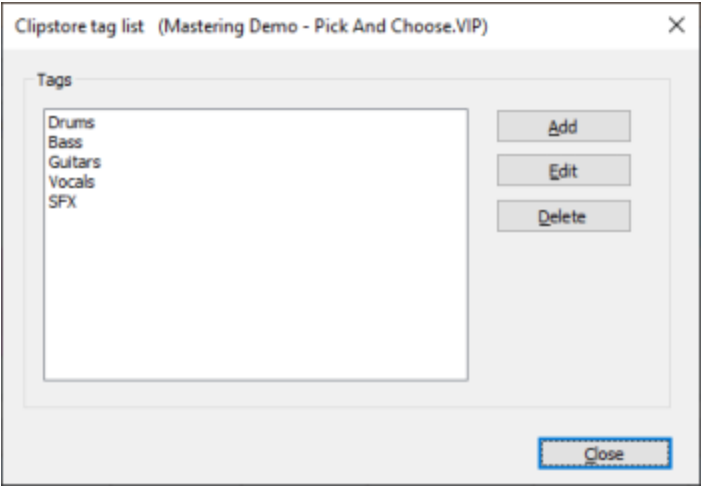 Clipstore tag list (Mastering Demo - Pick And Choose.VIP)
Tags
Drums
Bass
Guitars
Vocals
SFX
Add
Edit
Delete
Close